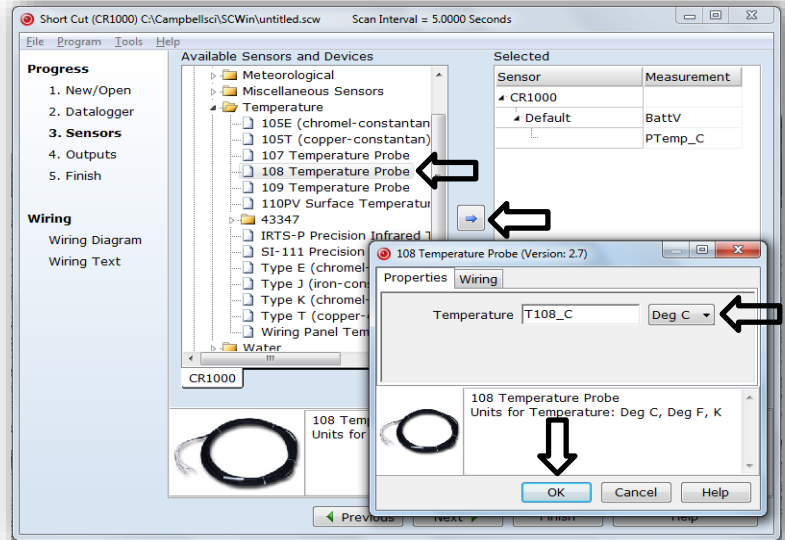 Short Cut (CR1000) C:\Campbellsci\SCWin\untitled.scw Scan Interval = 5.0000 Seconds
File Program Tools Help
Progress
1. New/Open
2. Datalogger
3. Sensors
4. Outputs
5. Finish
Wiring
Wiring Diagram
Wiring Text
Available Sensors and Devices
Meteorological
Miscellaneous Sensors
Temperature
105E (chromel-constantan
105T (copper-constantan)
107 Temperature Probe
108 Temperature Probe
109 Temperature Probe
110PV Surface Temperatur
43347
IRTS-P Precision Infrared T
SI-111 Precision
Type E (chromel-
Type J (iron-con
Type K (chromel-
Type T (copper-
Wiring Panel Tem
Water
CR1000
108 Tem
Units for
Selected
Sensor Measurement
CR1000
Default BattV
PTemp_C
108 Temperature Probe (Version: 2.7)
Properties Wiring
Temperature T108_C Deg C
108 Temperature Probe
Units for Temperature: Deg C, Deg F, K
OK Cancel Help
Previous Next Finish Help